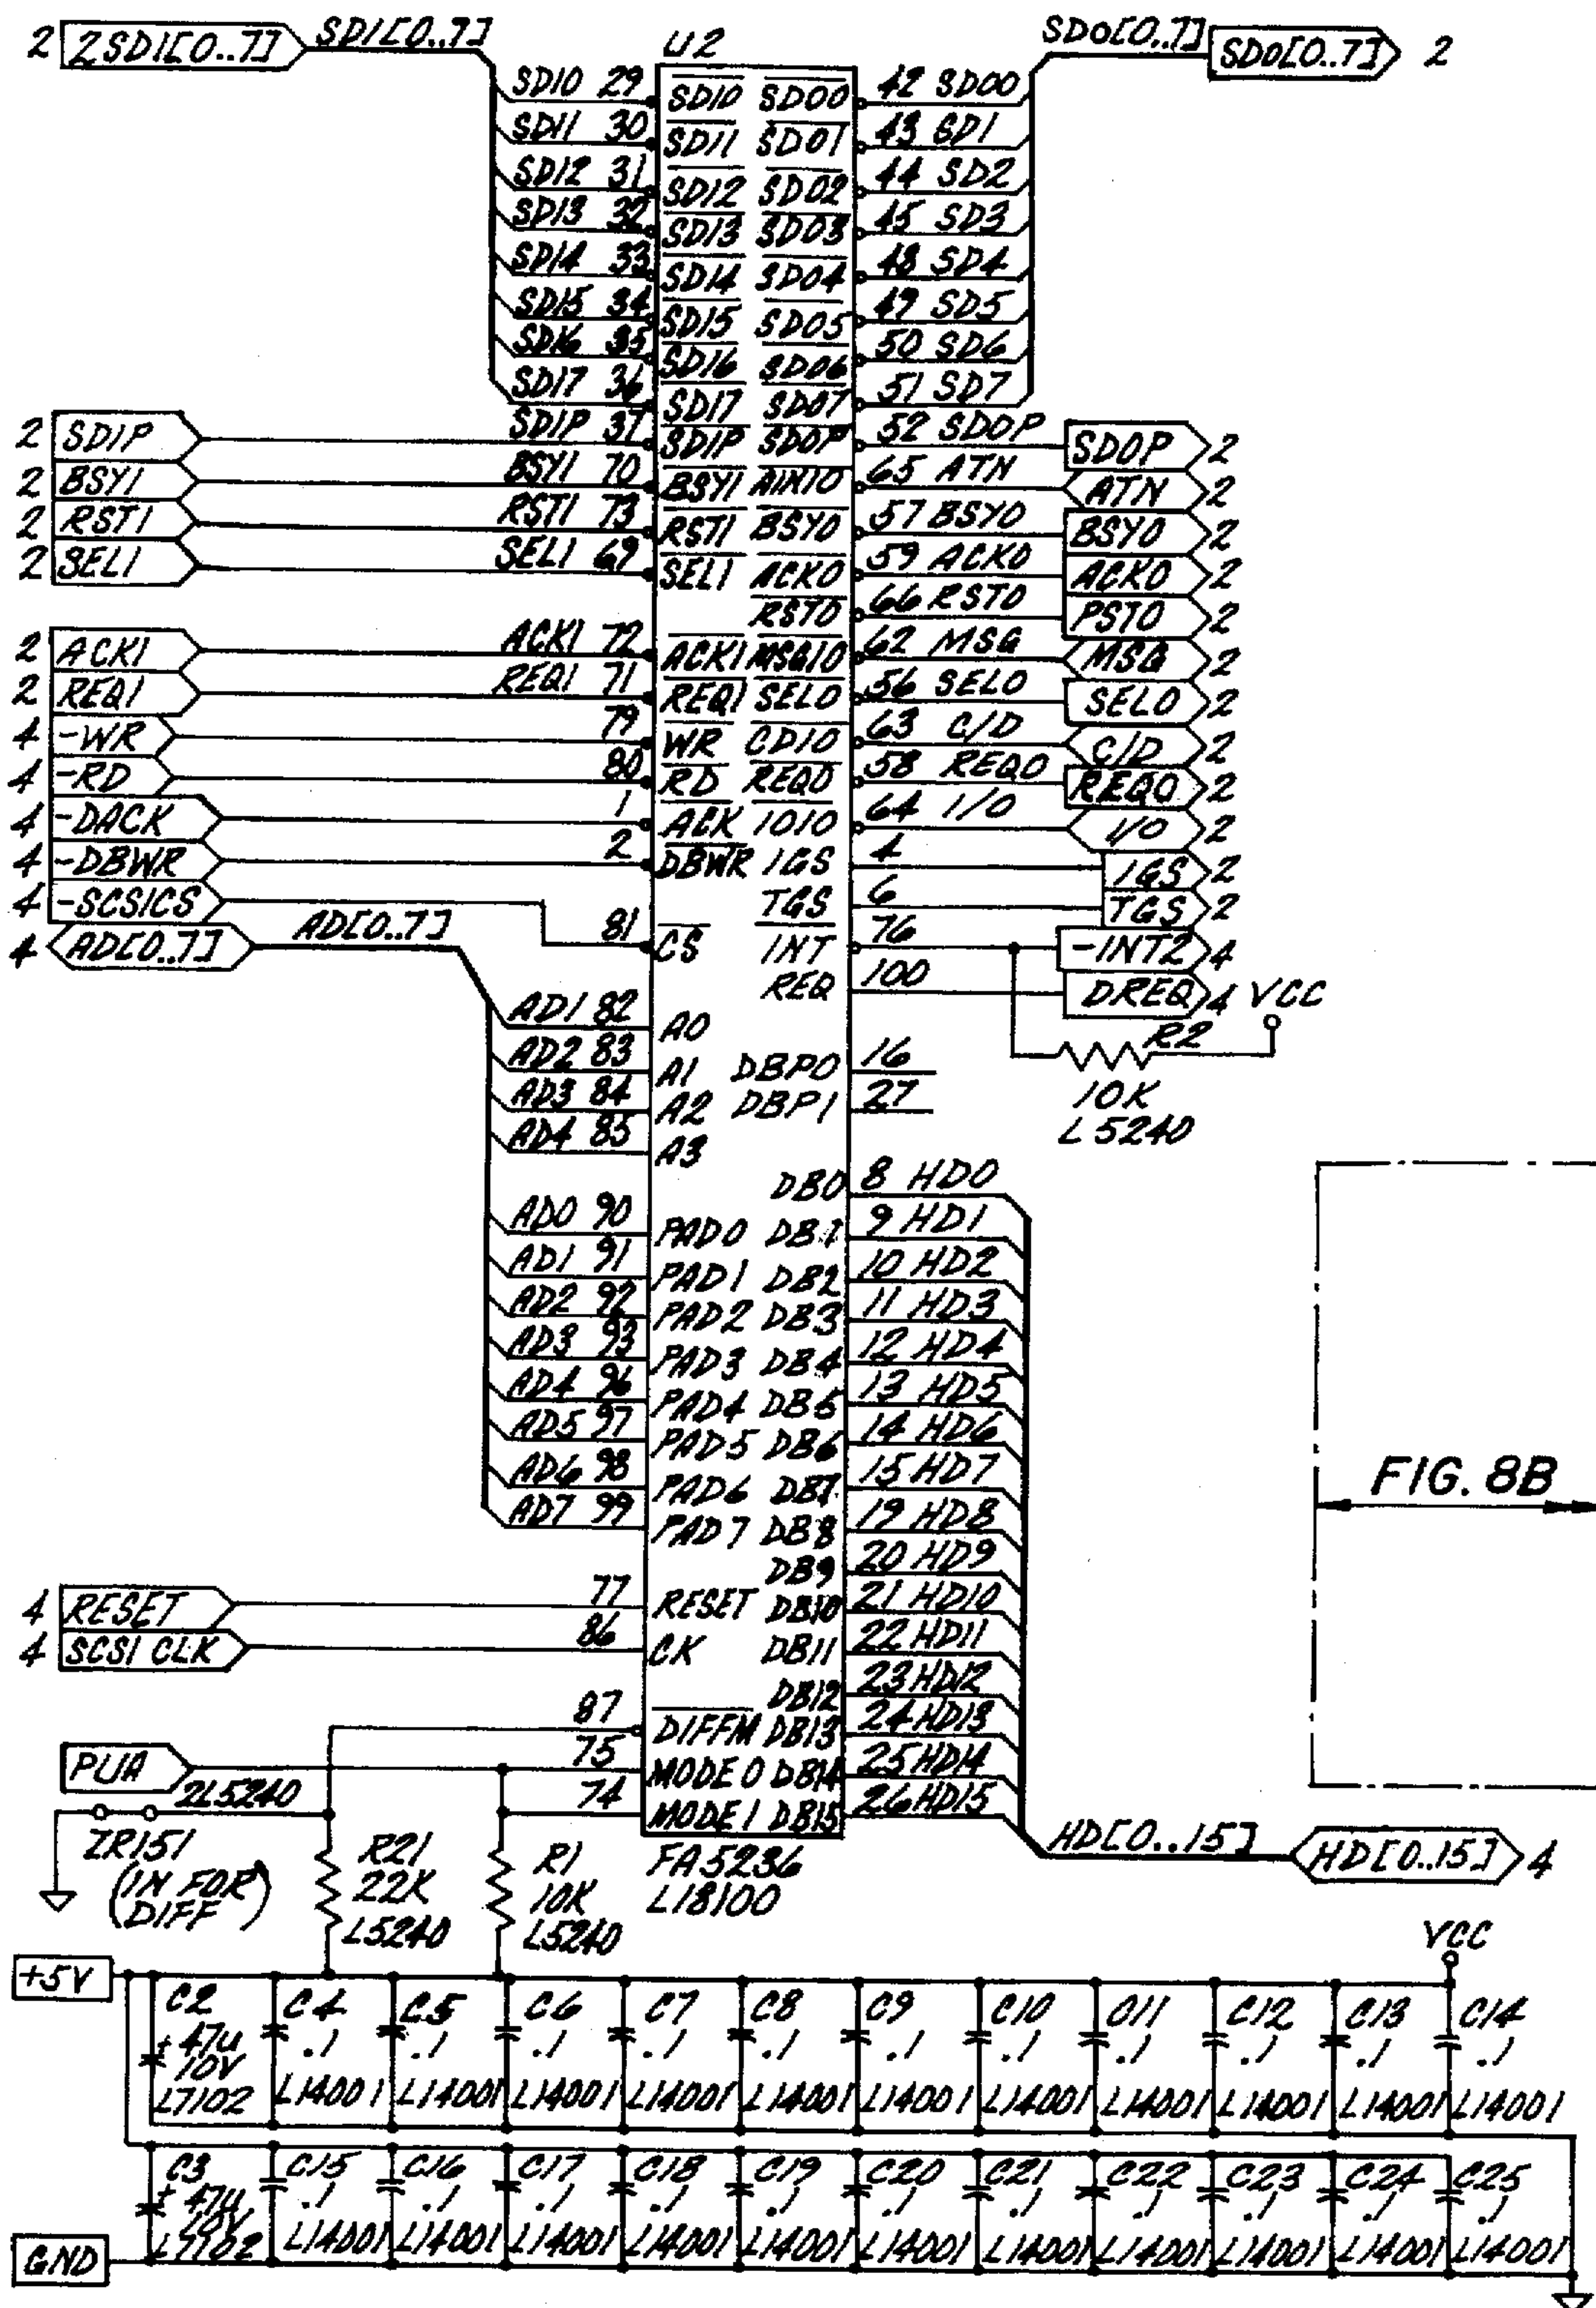 2 ZSDI[0..7] SDI[0..7] U2 SDO[0..7] SDO[0..7] 2
SDI0 29 SDI0 SDO0 42 SDO0
SDI1 30 SDI1 SDO1 43 GD1
SDI2 31 SDI2 SDO2 44 SD2
SDI3 32 SDI3 SDO3 45 SD3
SDI4 33 SDI4 SDO4 48 SD4
SDI5 34 SDI5 SDO5 49 SD5
SDI6 35 SDI6 SDO6 50 SD6
SDI7 36 SDI7 SDO7 51 SD7
2 SDIP SDIP 37 SDIP SDOP 52 SDOP SDOP 2
2 BSYI BSYI 70 BSYI 65 ATN ATN 2
2 RSTI RSTI 73 RSTI BSYO 57 BSYO BSYO 2
2 SELI SELI 69 SELI ACKO 59 ACKO ACKO 2
RSTO 66 RSTO PSTO 2
2 ACKI ACKI 72 ACKI MSGIO 62 MSG MSG 2
2 REQI REQI 71 REQI SELO 56 SELO SELO 2
4 -WR 79 WR CDIO 63 C/D C/D 2
4 -RD 80 RD REQO 58 REQO REQO 2
4 -DACK 1 ACK IOIO 64 I/O I/O 2
4 -DBWR 2 DBWR IGS 4 IGS 2
4 -SCSICS TGS 6 TGS 2
4 AD[0..7] AD[0..7] 81 CS INT 76 -INT2 4
REQ 100 DREQ 4 VCC
AD1 82 A0 R2
AD2 83 A1 DBPO 16
AD3 84 A2 DBP1 27 10K
AD4 85 A3 L5240
DB0 8 HD0
AD0 90 PAD0 DB1 9 HD1
AD1 91 PAD1 DB2 10 HD2
AD2 92 PAD2 DB3 11 HD3
AD3 93 PAD3 DB4 12 HD4
AD4 96 PAD4 DB5 13 HD5
AD5 97 PAD5 DB6 14 HD6
AD6 98 PAD6 DB7 15 HD7
FIG. 8B
AD7 99 PAD7 DB8 19 HD8
DB9 20 HD9
4 RESET 77 RESET DB10 21 HD10
4 SCSI CLK 86 CK DB11 22 HD11
DB12 23 HD12
87 DIFFM DB13 24 HD13
PUA 75 MODE0 DB14 25 HD14
2L5240 74 MODE1 DB15 26 HD15
HD[0..15] HD[0..15] 4
ZR151 R21 R1 FA5236
(IN FOR 22K 10K L18100
DIFF) L5240 L5240
+5V VCC
C2 C4 C5 C6 C7 C8 C9 C10 C11 C12 C13 C14
+ 47u .1 .1 .1 .1 .1 .1 .1 .1 .1 .1 .1
10V
L7102 L14001 L14001 L14001 L14001 L14001 L14001 L14001 L14001 L14001 L14001 L14001
C3 C15 C16 C17 C18 C19 C20 C21 C22 C23 C24 C25
+ 47u .1 .1 .1 .1 .1 .1 .1 .1 .1 .1 .1
10V
L7102 L14001 L14001 L14001 L14001 L14001 L14001 L14001 L14001 L14001 L14001 L14001
GND